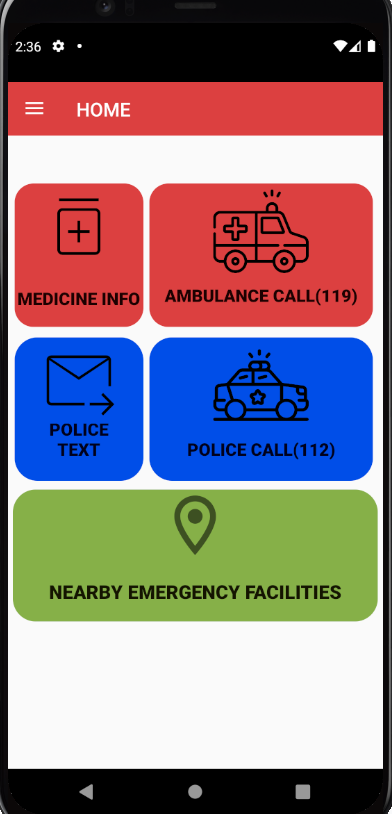 2:36
HOME
MEDICINE INFO
AMBULANCE CALL(119)
POLICE
TEXT
POLICE CALL(112)
NEARBY EMERGENCY FACILITIES